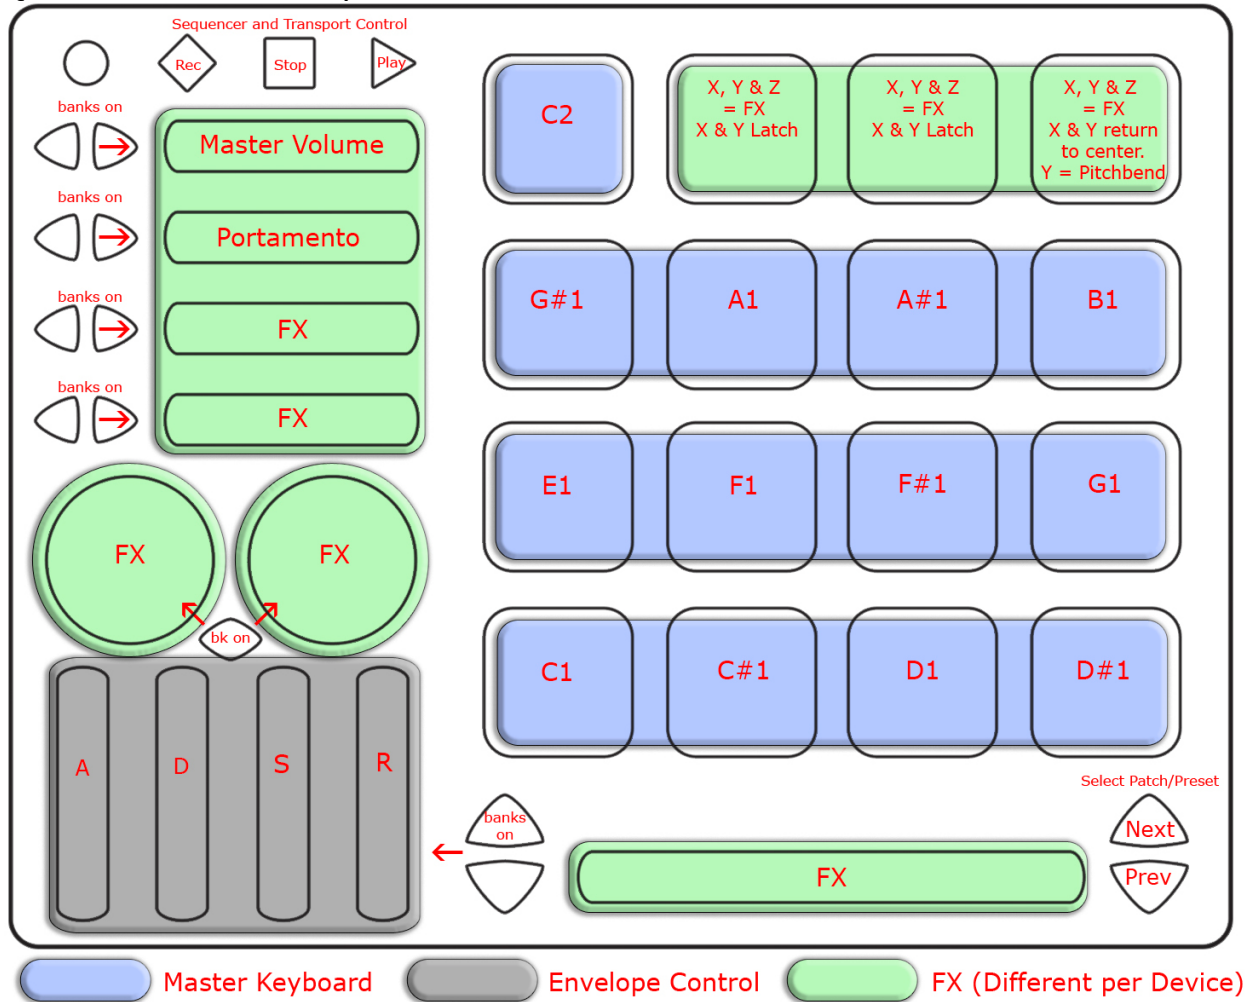 Sequencer and Transport Control
Rec
Stop
Play
banks on
Master Volume
banks on
Portamento
banks on
FX
banks on
FX
FX
FX
bk on
A
D
S
R
C2
X, Y & Z
= FX
X & Y Latch
X, Y & Z
= FX
X & Y Latch
X, Y & Z
= FX
X & Y return
to center.
Y = Pitchbend
G#1
A1
A#1
B1
E1
F1
F#1
G1
C1
C#1
D1
D#1
banks
on
FX
Select Patch/Preset
Next
Prev
Master Keyboard
Envelope Control
FX (Different per Device)